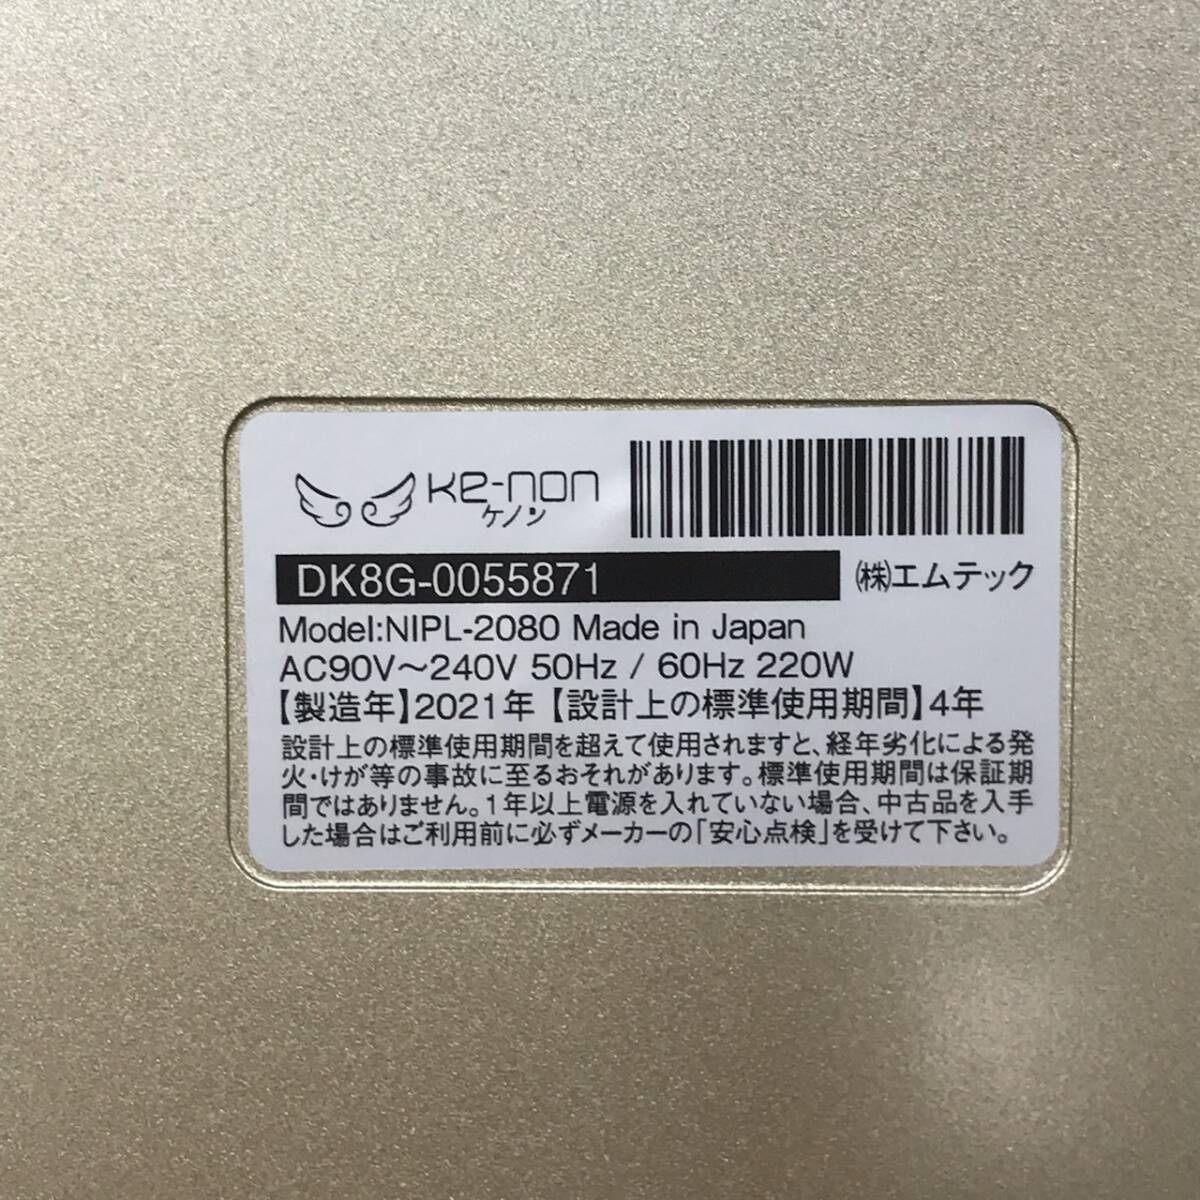 Ke-non
ケノン
DK8G-0055871
㈱エムテック
Model:NIPL-2080 Made in Japan
AC90V～240V 50Hz / 60Hz 220W
【製造年】2021年【設計上の標準使用期間】4年
設計上の標準使用期間を超えて使用されますと、経年劣化による発
火・けが等の事故に至るおそれがあります。標準使用期間は保証期
間ではありません。1年以上電源を入れていない場合、中古品を入手
した場合はご利用前に必ずメーカーの「安心点検」を受けて下さい。